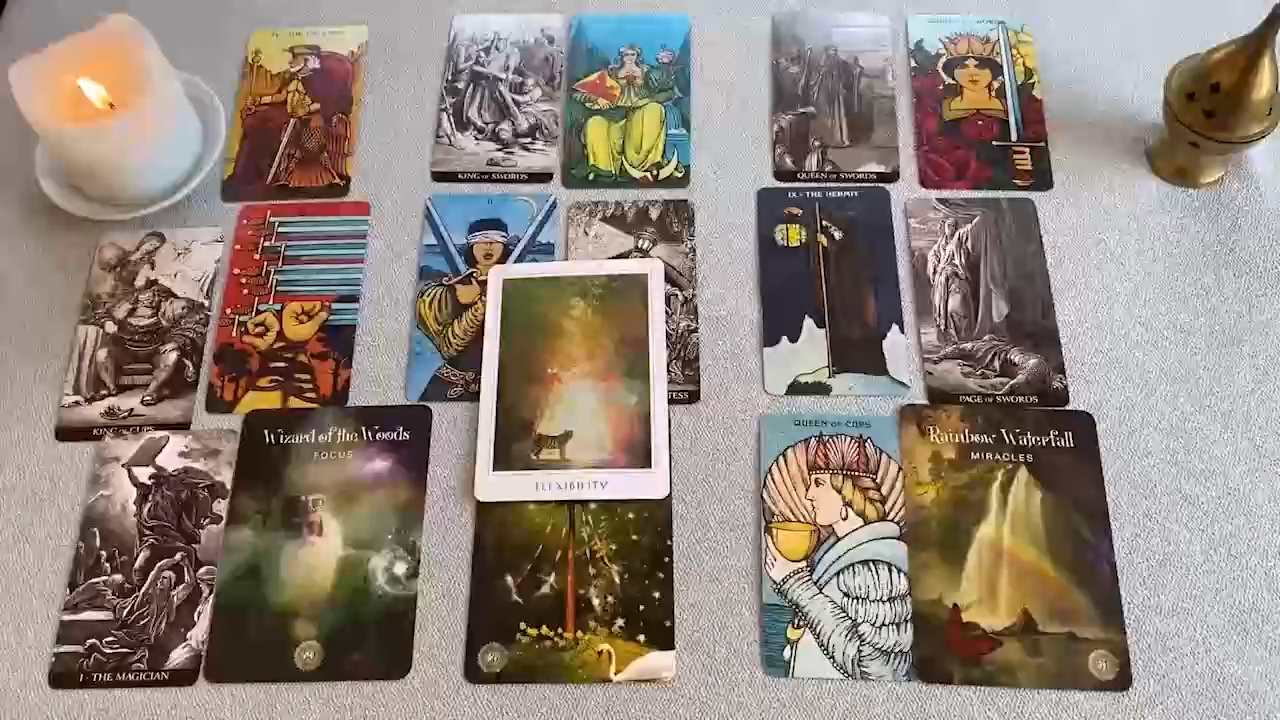 KING OF SWORDS
QUEEN OF SWORDS
II
IX · THE HERMIT
KING OF CUPS
PAGE OF SWORDS
Wizard of the Woods
FOCUS
FLEXIBILITY
QUEEN OF CUPS
Rainbow Waterfall
MIRACLES
I · THE MAGICIAN